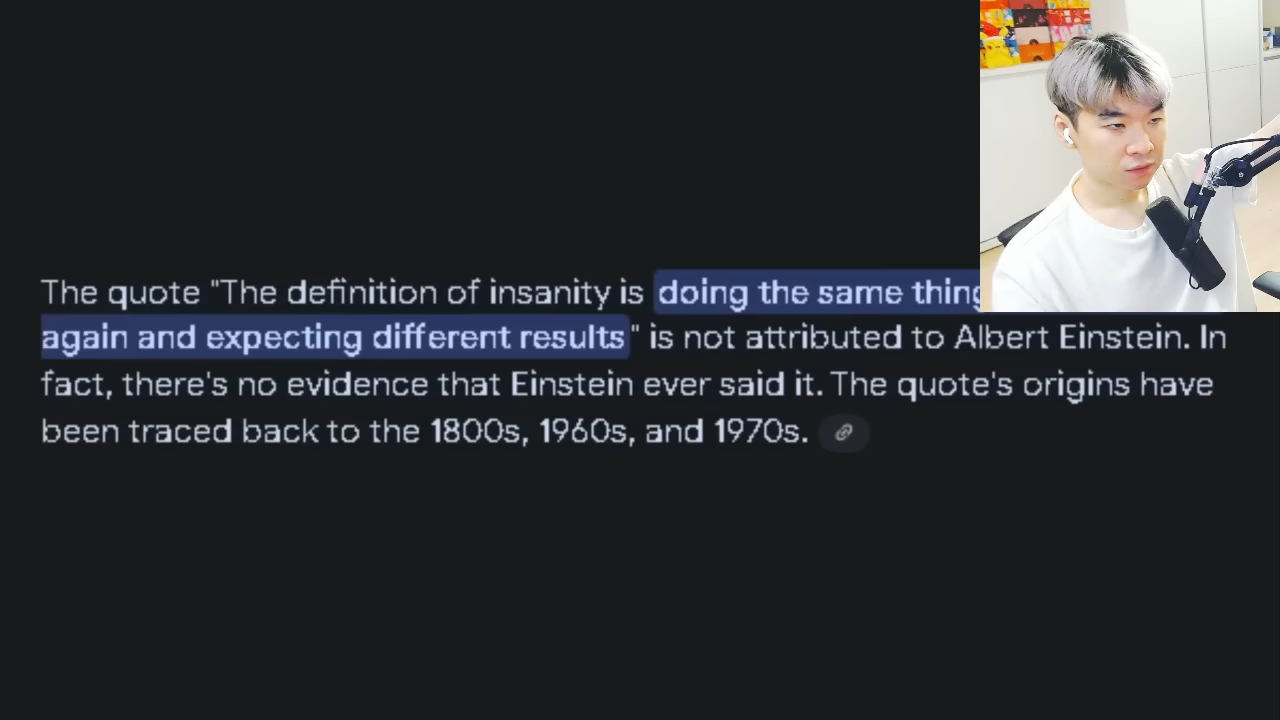 The quote "The definition of insanity is doing the same thing
again and expecting different results" is not attributed to Albert Einstein. In
fact, there's no evidence that Einstein ever said it. The quote's origins have
been traced back to the 1800s, 1960s, and 1970s.